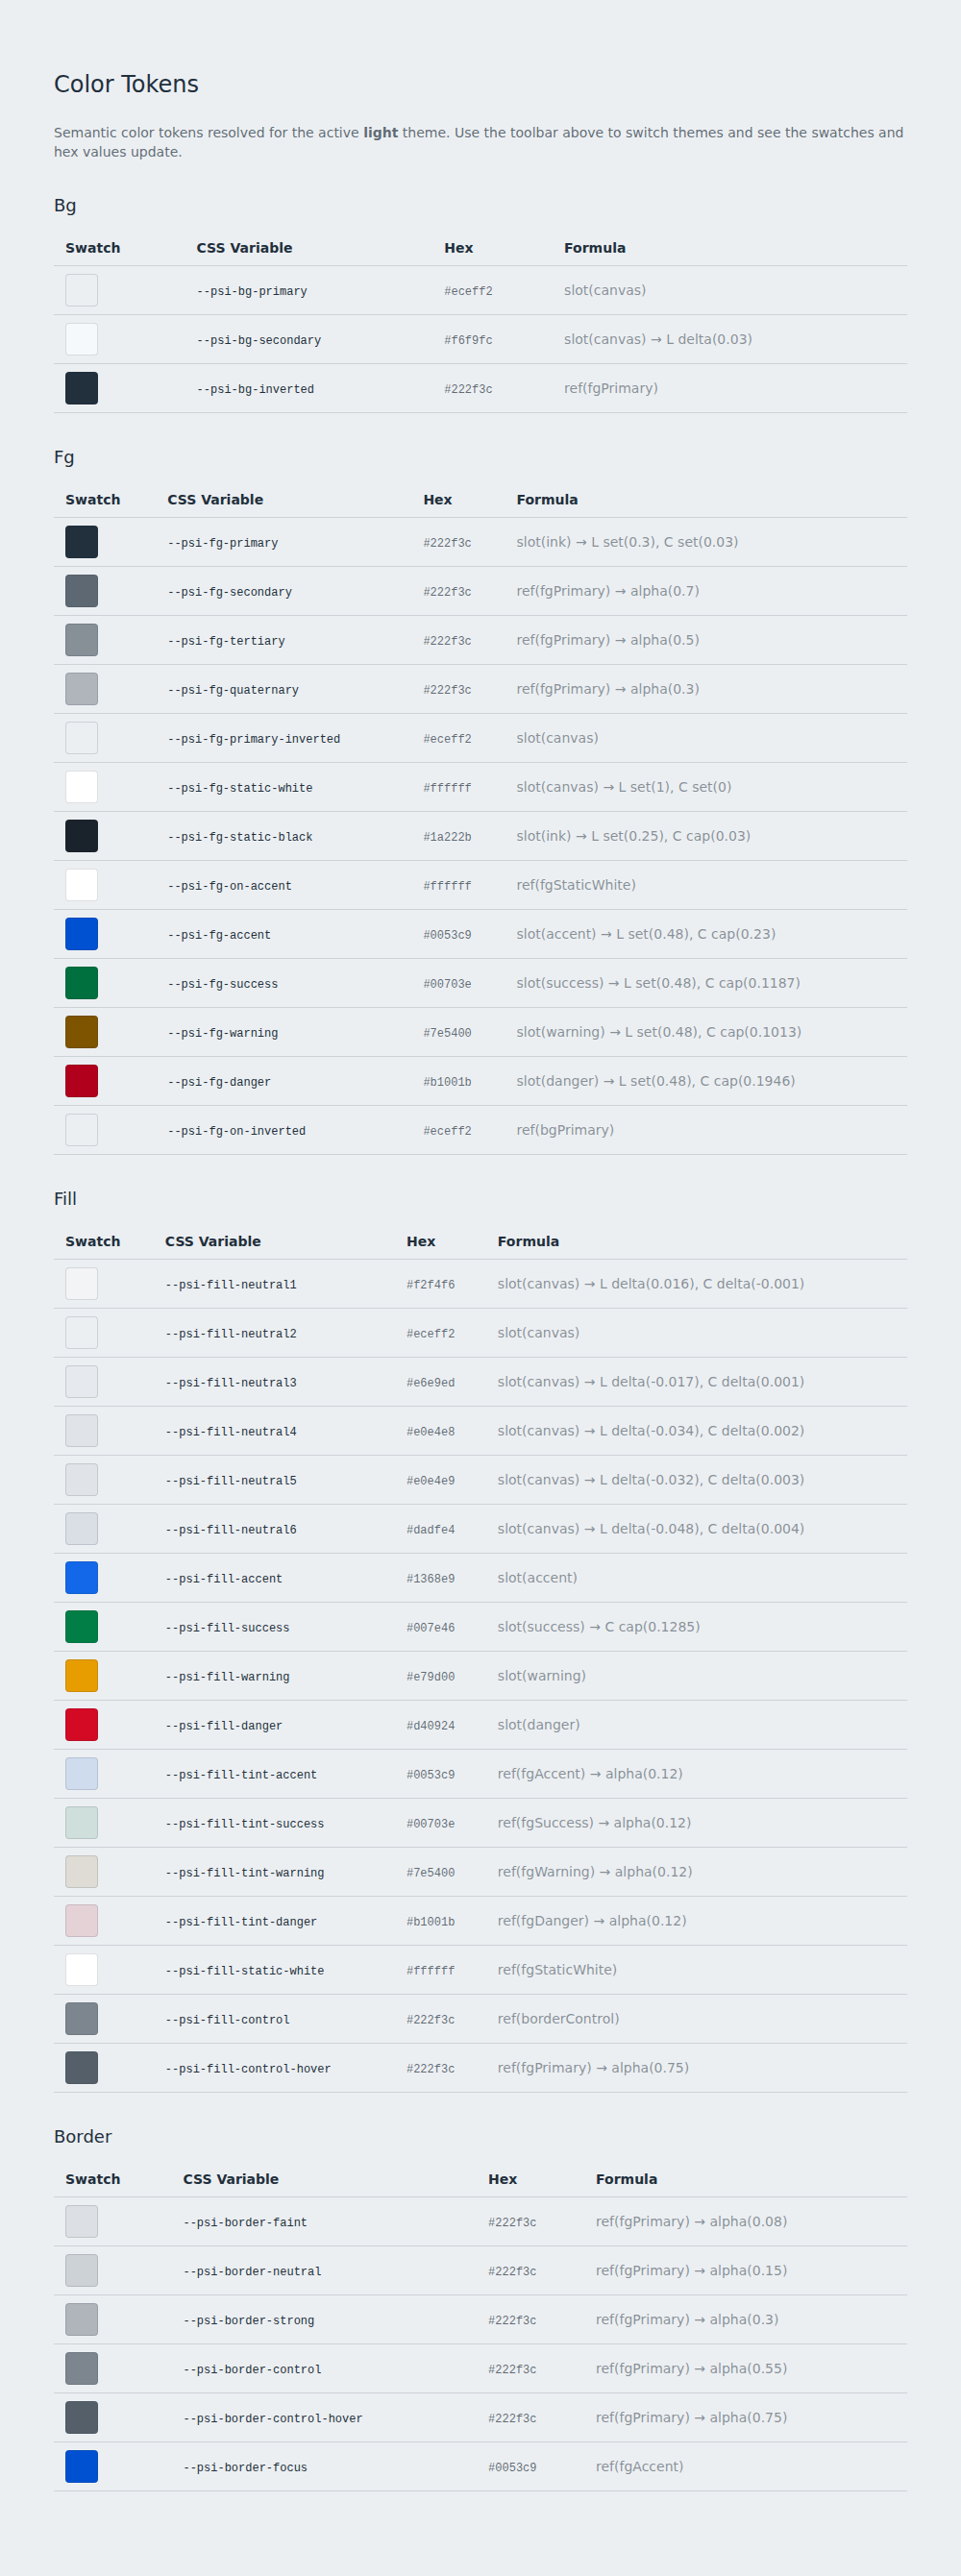 Color Tokens
Semantic color tokens resolved for the active light theme. Use the toolbar above to switch themes and see the swatches and
hex values update.
Bg
Swatch CSS Variable Hex Formula
--psi-bg-primary #eceff2 slot(canvas)
--psi-bg-secondary #f6f9fc slot(canvas) → L delta(0.03)
--psi-bg-inverted #222f3c ref(fgPrimary)
Fg
Swatch CSS Variable Hex Formula
--psi-fg-primary #222f3c slot(ink) → L set(0.3), C set(0.03)
--psi-fg-secondary #222f3c ref(fgPrimary) → alpha(0.7)
--psi-fg-tertiary #222f3c ref(fgPrimary) → alpha(0.5)
--psi-fg-quaternary #222f3c ref(fgPrimary) → alpha(0.3)
--psi-fg-primary-inverted #eceff2 slot(canvas)
--psi-fg-static-white #ffffff slot(canvas) → L set(1), C set(0)
--psi-fg-static-black #1a222b slot(ink) → L set(0.25), C cap(0.03)
--psi-fg-on-accent #ffffff ref(fgStaticWhite)
--psi-fg-accent #0053c9 slot(accent) → L set(0.48), C cap(0.23)
--psi-fg-success #00703e slot(success) → L set(0.48), C cap(0.1187)
--psi-fg-warning #7e5400 slot(warning) → L set(0.48), C cap(0.1013)
--psi-fg-danger #b1001b slot(danger) → L set(0.48), C cap(0.1946)
--psi-fg-on-inverted #eceff2 ref(bgPrimary)
Fill
Swatch CSS Variable Hex Formula
--psi-fill-neutral1 #f2f4f6 slot(canvas) → L delta(0.016), C delta(-0.001)
--psi-fill-neutral2 #eceff2 slot(canvas)
--psi-fill-neutral3 #e6e9ed slot(canvas) → L delta(-0.017), C delta(0.001)
--psi-fill-neutral4 #e0e4e8 slot(canvas) → L delta(-0.034), C delta(0.002)
--psi-fill-neutral5 #e0e4e9 slot(canvas) → L delta(-0.032), C delta(0.003)
--psi-fill-neutral6 #dadfe4 slot(canvas) → L delta(-0.048), C delta(0.004)
--psi-fill-accent #1368e9 slot(accent)
--psi-fill-success #007e46 slot(success) → C cap(0.1285)
--psi-fill-warning #e79d00 slot(warning)
--psi-fill-danger #d40924 slot(danger)
--psi-fill-tint-accent #0053c9 ref(fgAccent) → alpha(0.12)
--psi-fill-tint-success #00703e ref(fgSuccess) → alpha(0.12)
--psi-fill-tint-warning #7e5400 ref(fgWarning) → alpha(0.12)
--psi-fill-tint-danger #b1001b ref(fgDanger) → alpha(0.12)
--psi-fill-static-white #ffffff ref(fgStaticWhite)
--psi-fill-control #222f3c ref(borderControl)
--psi-fill-control-hover #222f3c ref(fgPrimary) → alpha(0.75)
Border
Swatch CSS Variable Hex Formula
--psi-border-faint #222f3c ref(fgPrimary) → alpha(0.08)
--psi-border-neutral #222f3c ref(fgPrimary) → alpha(0.15)
--psi-border-strong #222f3c ref(fgPrimary) → alpha(0.3)
--psi-border-control #222f3c ref(fgPrimary) → alpha(0.55)
--psi-border-control-hover #222f3c ref(fgPrimary) → alpha(0.75)
--psi-border-focus #0053c9 ref(fgAccent)